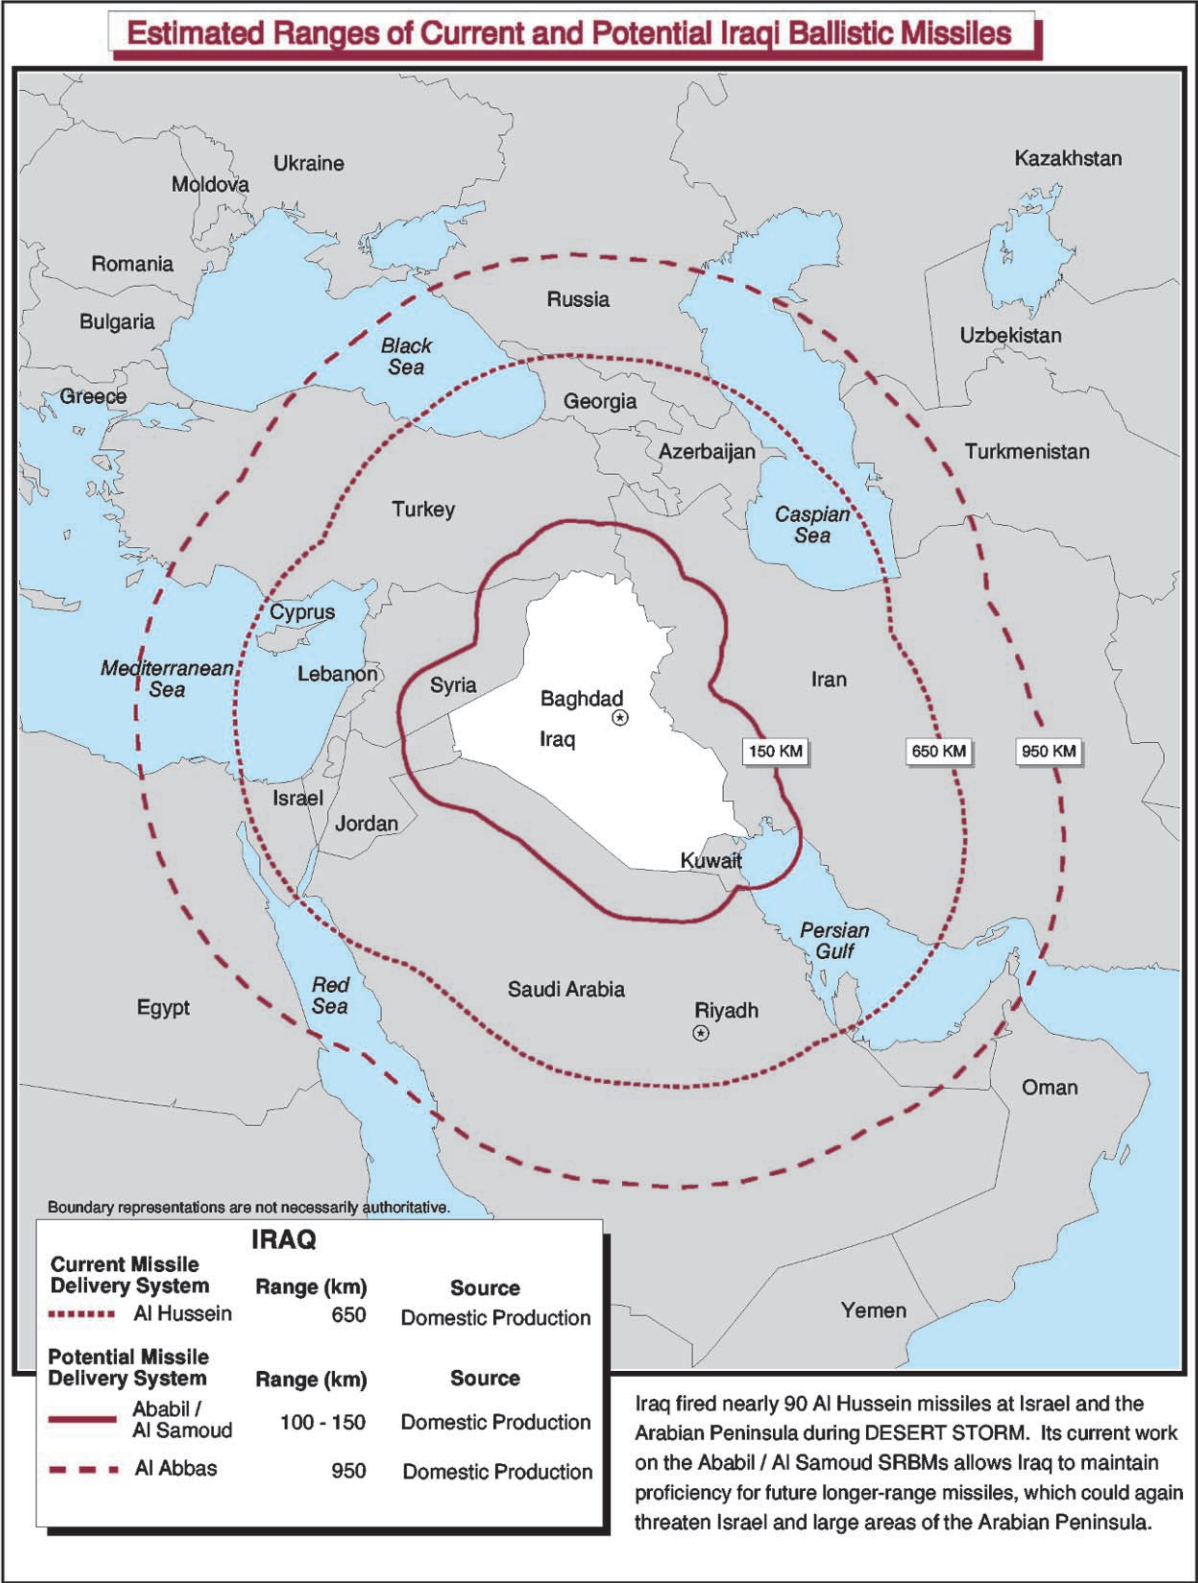 Estimated Ranges of Current and Potential Iraqi Ballistic Missiles
Kazakhstan
Ukraine
Moldova
Romania
Russia
Bulgaria
Uzbekistan
Black
Sea
Greece
Georgia
Azerbaijan
Turkmenistan
Turkey
Caspian
Sea
Cyprus
Mediterranean
Sea
Lebanon
Syria
Iran
Baghdad
Iraq
150 KM
650 KM
950 KM
Israel
Jordan
Kuwait
Persian
Gulf
Red
Sea
Saudi Arabia
Egypt
Riyadh
Oman
Yemen
Boundary representations are not necessarily authoritative.
IRAQ
Current Missile
Delivery System Range (km) Source
Al Hussein 650 Domestic Production
Potential Missile
Delivery System Range (km) Source
Ababil /
Al Samoud 100 - 150 Domestic Production
Al Abbas 950 Domestic Production
Iraq fired nearly 90 Al Hussein missiles at Israel and the
Arabian Peninsula during DESERT STORM. Its current work
on the Ababil / Al Samoud SRBMs allows Iraq to maintain
proficiency for future longer-range missiles, which could again
threaten Israel and large areas of the Arabian Peninsula.